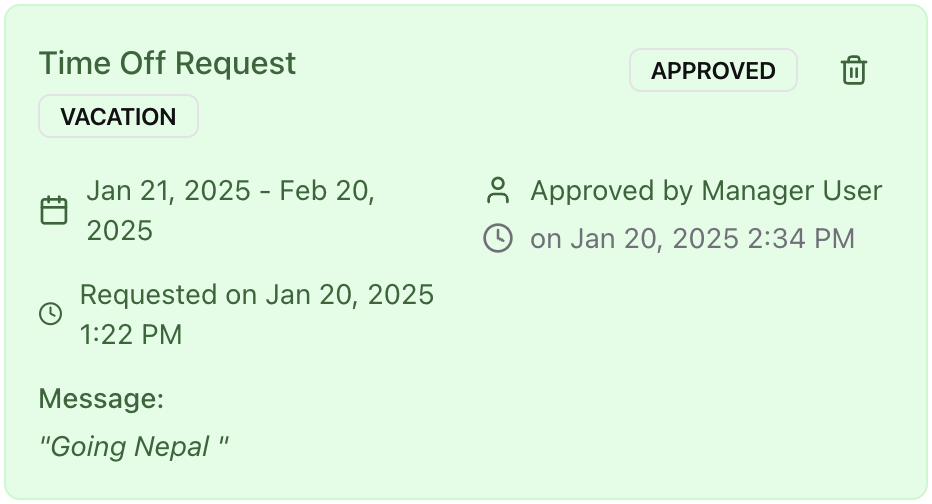 Time Off Request
APPROVED
VACATION
Jan 21, 2025 - Feb 20,
2025
Approved by Manager User
on Jan 20, 2025 2:34 PM
Requested on Jan 20, 2025
1:22 PM
Message:
"Going Nepal "